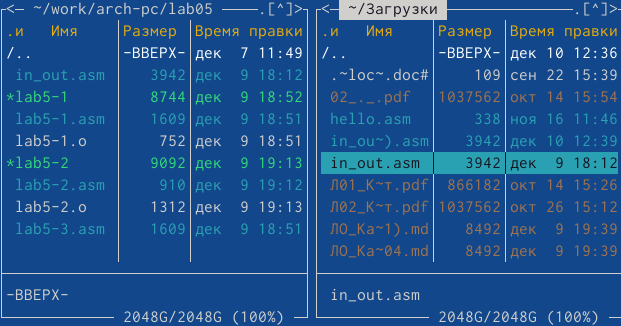 <─ ~/work/arch-pc/lab05 ─.[^]>
.и Имя Размер Время правки
/.. -ВВЕРХ- дек 7 11:49
in_out.asm 3942 дек 9 18:12
*lab5-1 8744 дек 9 18:52
lab5-1.asm 1609 дек 9 18:51
lab5-1.o 752 дек 9 18:51
*lab5-2 9092 дек 9 19:13
lab5-2.asm 910 дек 9 19:12
lab5-2.o 1312 дек 9 19:13
lab5-3.asm 1609 дек 9 18:51
-ВВЕРХ-
2048G/2048G (100%)
<─ ~/Загрузки ─.[^]>
.и Имя Размер Время правки
/.. -ВВЕРХ- дек 10 12:36
.~loc~.doc# 109 сен 22 15:39
02_._.pdf 1037562 окт 14 15:54
hello.asm 338 ноя 16 11:46
in_ou~).asm 3942 дек 10 12:39
in_out.asm 3942 дек 9 18:12
Л01_К~т.pdf 866182 окт 14 15:26
Л02_К~т.pdf 1037562 окт 26 15:12
ЛО_Ка~1).md 8492 дек 9 19:39
ЛО_Ка~04.md 8492 дек 9 19:39
in_out.asm
2048G/2048G (100%)